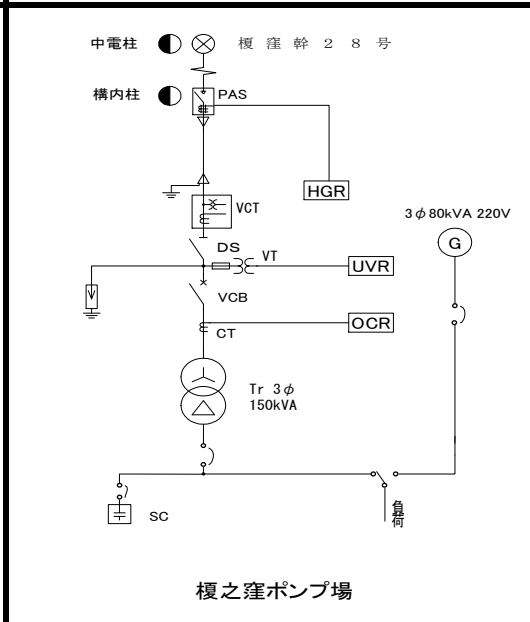 中電柱 榎窪幹28号
構内柱 PAS
HGR
VCT
3φ80kVA 220V
G
DS
VT
UVR
VCB
OCR
CT
Tr 3φ
150kVA
SC
負荷
榎之窪ポンプ場